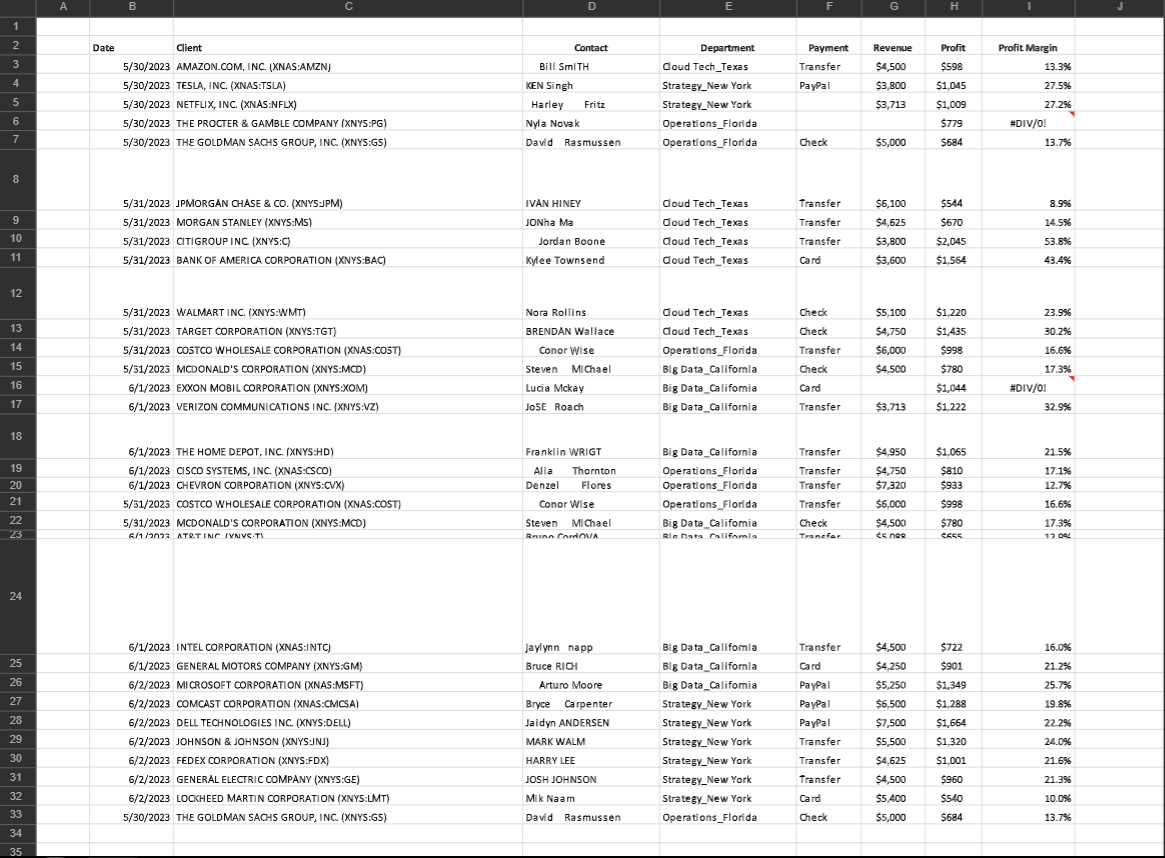 A B C D E F G H I J
1
2 Date Client Contact Department Payment Revenue Profit Profit Margin
3 5/30/2023 AMAZON.COM, INC. (XNAS:AMZN) Bill SmITH Cloud Tech_Texas Transfer $4,500 $598 13.3%
4 5/30/2023 TESLA, INC. (XNAS:TSLA) KEN Singh Strategy_New York PayPal $3,800 $1,045 27.5%
5 5/30/2023 NETFLIX, INC. (XNAS:NFLX) Harley Fritz Strategy_New York $3,713 $1,009 27.2%
6 5/30/2023 THE PROCTER & GAMBLE COMPANY (XNYS:PG) Nyla Novak Operations_Florida $779 #DIV/0!
7 5/30/2023 THE GOLDMAN SACHS GROUP, INC. (XNYS:GS) David Rasmussen Operations_Florida Check $5,000 $684 13.7%
8 5/31/2023 JPMORGAN CHASE & CO. (XNYS:JPM) IVAN HINEY Cloud Tech_Texas Transfer $6,100 $544 8.9%
9 5/31/2023 MORGAN STANLEY (XNYS:MS) JONha Ma Cloud Tech_Texas Transfer $4,625 $670 14.5%
10 5/31/2023 CITIGROUP INC. (XNYS:C) Jordan Boone Cloud Tech_Texas Transfer $3,800 $2,045 53.8%
11 5/31/2023 BANK OF AMERICA CORPORATION (XNYS:BAC) Kylee Townsend Cloud Tech_Texas Card $3,600 $1,564 43.4%
12 5/31/2023 WALMART INC. (XNYS:WMT) Nora Rollins Cloud Tech_Texas Check $5,100 $1,220 23.9%
13 5/31/2023 TARGET CORPORATION (XNYS:TGT) BRENDAN Wallace Cloud Tech_Texas Check $4,750 $1,435 30.2%
14 5/31/2023 COSTCO WHOLESALE CORPORATION (XNAS:COST) Conor Wise Operations_Florida Transfer $6,000 $998 16.6%
15 5/31/2023 MCDONALD'S CORPORATION (XNYS:MCD) Steven MiChael Big Data_California Check $4,500 $780 17.3%
16 6/1/2023 EXXON MOBIL CORPORATION (XNYS:XOM) Lucia Mckay Big Data_California Card $1,044 #DIV/0!
17 6/1/2023 VERIZON COMMUNICATIONS INC. (XNYS:VZ) JoSE Roach Big Data_California Transfer $3,713 $1,222 32.9%
18 6/1/2023 THE HOME DEPOT, INC. (XNYS:HD) Franklin WRIGT Big Data_California Transfer $4,950 $1,065 21.5%
19 6/1/2023 CISCO SYSTEMS, INC. (XNAS:CSCO) Alia Thornton Operations_Florida Transfer $4,750 $810 17.1%
20 6/1/2023 CHEVRON CORPORATION (XNYS:CVX) Denzel Flores Operations_Florida Transfer $7,320 $933 12.7%
21 5/31/2023 COSTCO WHOLESALE CORPORATION (XNAS:COST) Conor Wise Operations_Florida Transfer $6,000 $998 16.6%
22 5/31/2023 MCDONALD'S CORPORATION (XNYS:MCD) Steven MiChael Big Data_California Check $4,500 $780 17.3%
23 6/1/2023 AT&T INC. (XNYS:T) Bruno CordOVA Big Data_California Transfer $5,088 $655 12.9%
24 6/1/2023 INTEL CORPORATION (XNAS:INTC) Jaylynn napp Big Data_California Transfer $4,500 $722 16.0%
25 6/1/2023 GENERAL MOTORS COMPANY (XNYS:GM) Bruce RICH Big Data_California Card $4,250 $901 21.2%
26 6/2/2023 MICROSOFT CORPORATION (XNAS:MSFT) Arturo Moore Big Data_California PayPal $5,250 $1,349 25.7%
27 6/2/2023 COMCAST CORPORATION (XNAS:CMCSA) Bryce Carpenter Strategy_New York PayPal $6,500 $1,288 19.8%
28 6/2/2023 DELL TECHNOLOGIES INC. (XNYS:DELL) Jaidyn ANDERSEN Strategy_New York PayPal $7,500 $1,664 22.2%
29 6/2/2023 JOHNSON & JOHNSON (XNYS:JNJ) MARK WALM Strategy_New York Transfer $5,500 $1,320 24.0%
30 6/2/2023 FEDEX CORPORATION (XNYS:FDX) HARRY LEE Strategy_New York Transfer $4,625 $1,001 21.6%
31 6/2/2023 GENERAL ELECTRIC COMPANY (XNYS:GE) JOSH JOHNSON Strategy_New York Transfer $4,500 $960 21.3%
32 6/2/2023 LOCKHEED MARTIN CORPORATION (XNYS:LMT) Mik Naam Strategy_New York Card $5,400 $540 10.0%
33 5/30/2023 THE GOLDMAN SACHS GROUP, INC. (XNYS:GS) David Rasmussen Operations_Florida Check $5,000 $684 13.7%
34
35